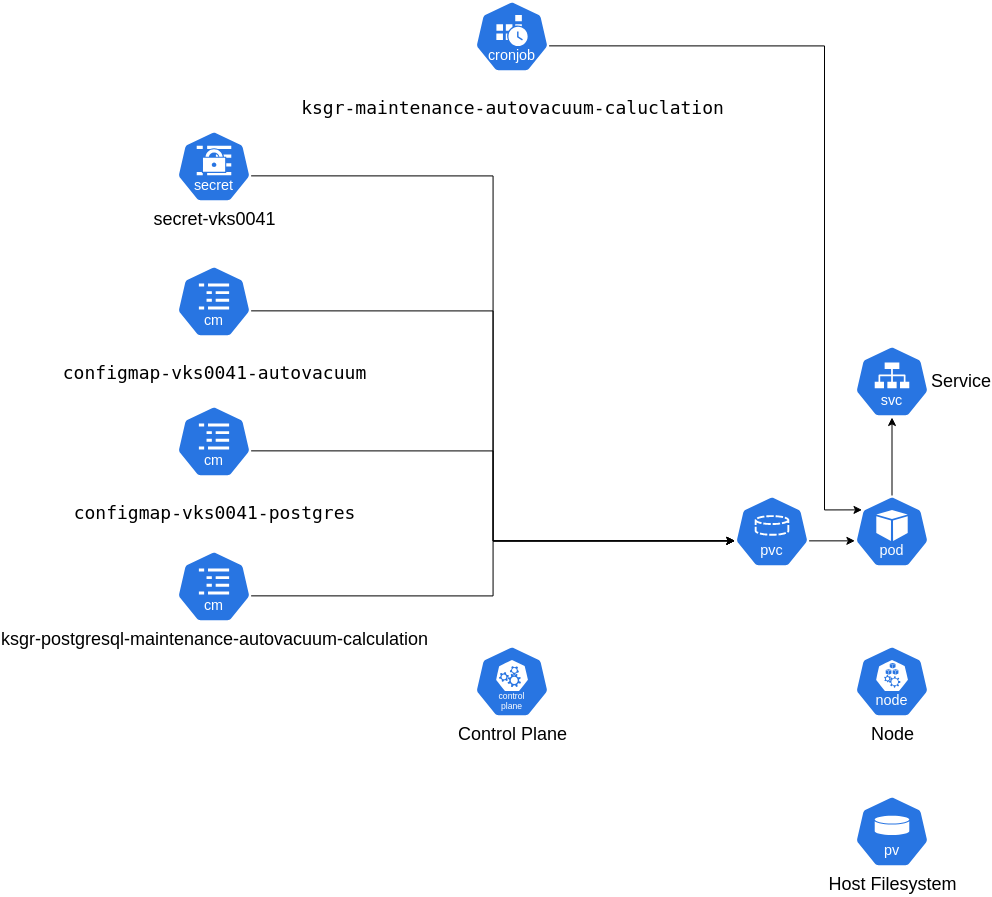 cronjob
ksgr-maintenance-autovacuum-caluclation
secret
secret-vks0041
cm
configmap-vks0041-autovacuum
svc
Service
cm
configmap-vks0041-postgres
pvc
pod
cm
ksgr-postgresql-maintenance-autovacuum-calculation
control
plane
Control Plane
node
Node
pv
Host Filesystem